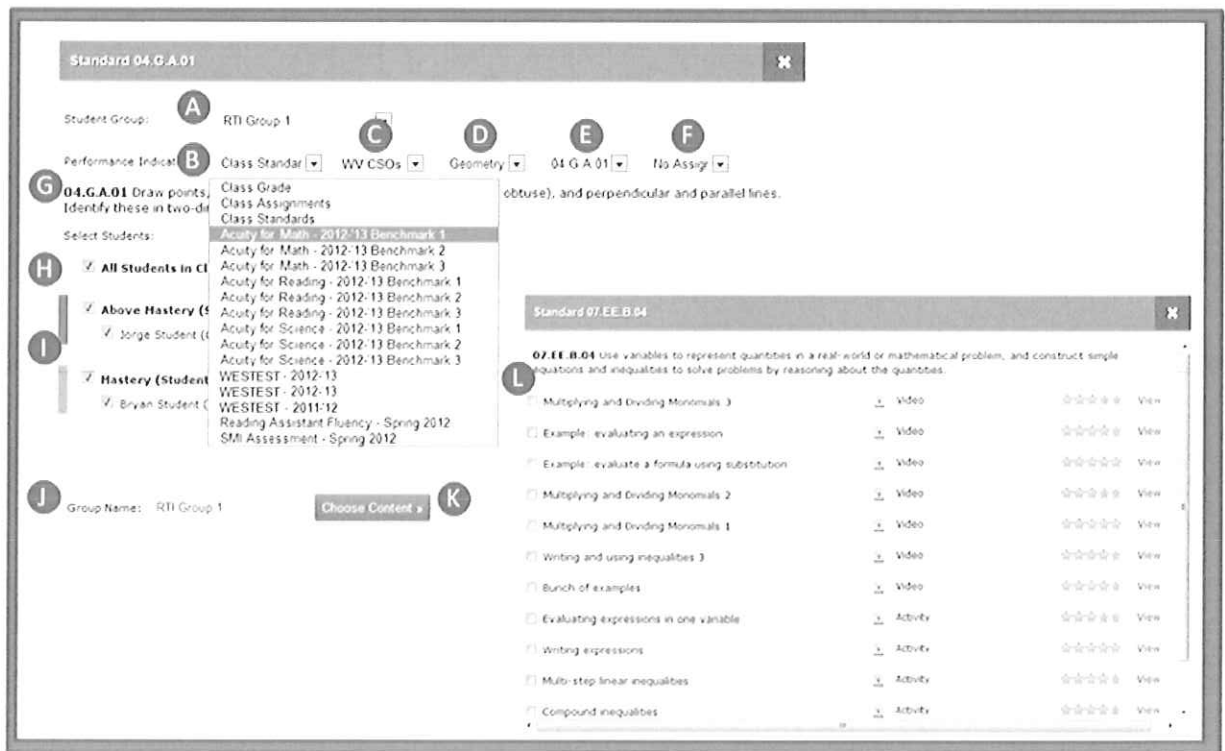 Standard 04.G.A.01
A
Student Group: RTI Group 1
C D E F
Performance Indicat B Class Standar WV CSOs Geometry 04.G.A.01 No Assigr
G
04.G.A.01 Draw points, obtuse), and perpendicular and parallel lines.
Identify these in two-di
Select Students:
H All Students in Cl
Above Mastery (S
Jorge Student (
I
Mastery (Student
Bryan Student (
Class Grade
Class Assignments
Class Standards
Acuity for Math - 2012-'13 Benchmark 1
Acuity for Math - 2012-'13 Benchmark 2
Acuity for Math - 2012-'13 Benchmark 3
Acuity for Reading - 2012-'13 Benchmark 1
Acuity for Reading - 2012-'13 Benchmark 2
Acuity for Reading - 2012-'13 Benchmark 3
Acuity for Science - 2012-'13 Benchmark 1
Acuity for Science - 2012-'13 Benchmark 2
Acuity for Science - 2012-'13 Benchmark 3
WESTEST - 2012-'13
WESTEST - 2012-'13
WESTEST - 2011-'12
Reading Assistant Fluency - Spring 2012
SMI Assessment - Spring 2012
J Group Name: RTI Group 1 Choose Content » K
Standard 07.EE.B.04
07.EE.B.04 Use variables to represent quantities in a real-world or mathematical problem, and construct simple
equations and inequalities to solve problems by reasoning about the quantities.
L
Multiplying and Dividing Monomials 3 Video View
Example: evaluating an expression Video View
Example: evaluate a formula using substitution Video View
Multiplying and Dividing Monomials 2 Video View
Multiplying and Dividing Monomials 1 Video View
Writing and using inequalities 3 Video View
Bunch of examples Video View
Evaluating expressions in one variable Activity View
Writing expressions Activity View
Multi-step linear inequalities Activity View
Compound inequalities Activity View